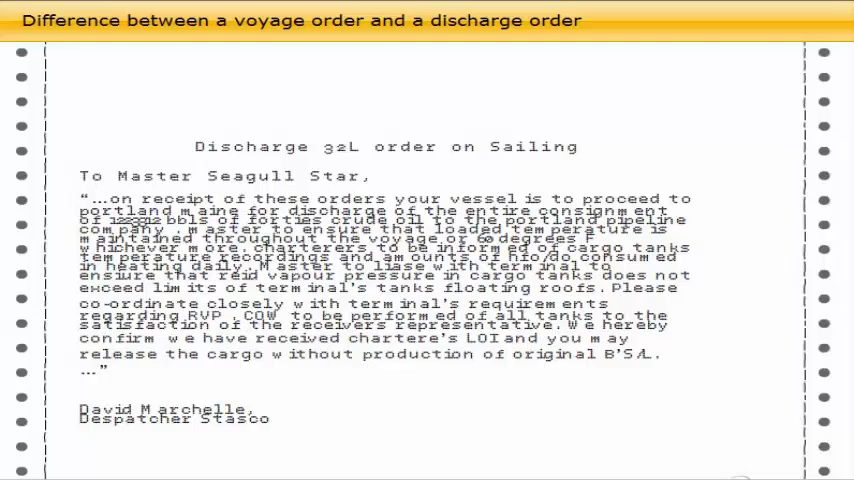 Difference between a voyage order and a discharge order
Discharge 32L order on Sailing
To Master Seagull Star,
“...on receipt of these orders your vessel is to proceed to
portland maine for discharge of the entire consignment
of bbls of forties crude oil to the portland pipeline
company . master to ensure that loaded temperature is
maintained throughout the voyage or 60 degrees F
whichever more. charterers to be informed of cargo tanks
temperature recordings and amounts of hfo/do consumed
in heating daily. Master to liase with terminal to
ensiure that reid vapour pressure in cargo tanks does not
exceed limits of terminal's tanks floating roofs. Please
co-ordinate closely with terminal's requirements
regarding RVP . COW to be performed of all tanks to the
satisfaction of the receivers representative. We hereby
confirm we have received chartere's LOI and you may
release the cargo without production of original B'S/L.
...”
David Marchelle,
Despatcher Stasco